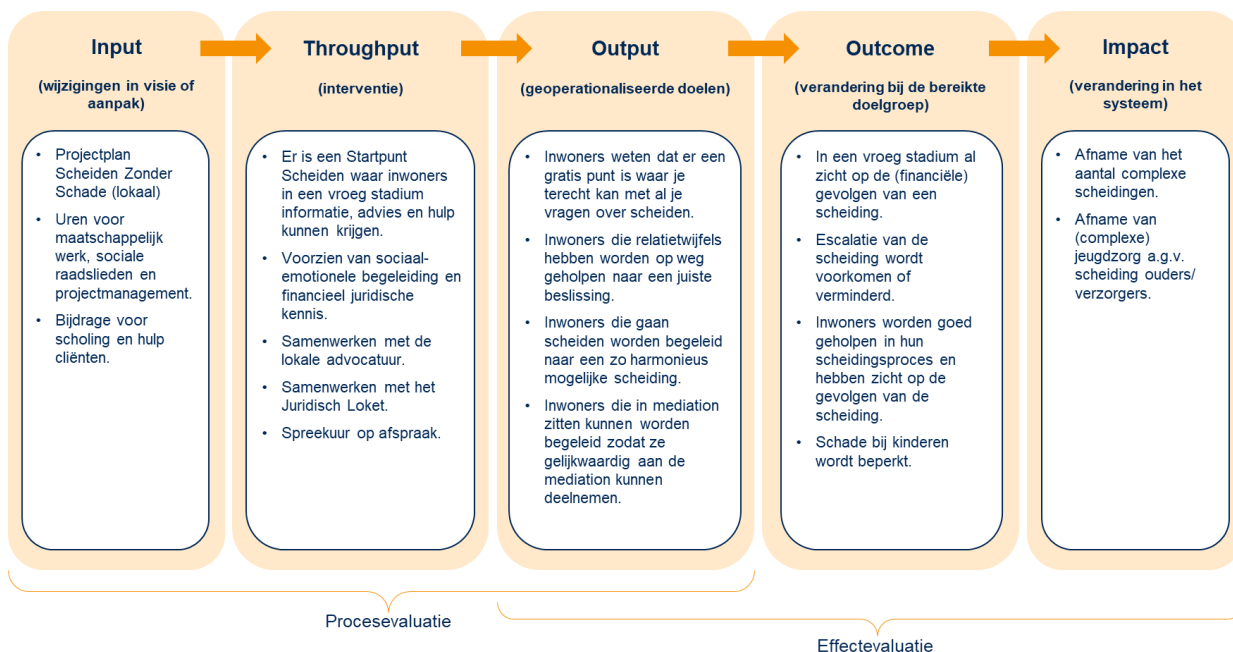 Input
(wijzigingen in visie of
aanpak)
• Projectplan
Scheiden Zonder
Schade (lokaal)
• Uren voor
maatschappelijk
werk, sociale
raadslieden en
projectmanagement.
• Bijdrage voor
scholing en hulp
cliënten.
Throughput
(interventie)
• Er is een Startpunt
Scheiden waar inwoners
in een vroeg stadium
informatie, advies en hulp
kunnen krijgen.
• Voorzien van sociaal-
emotionele begeleiding en
financieel juridische
kennis.
• Samenwerken met de
lokale advocatuur.
• Samenwerken met het
Juridisch Loket.
• Spreekuur op afspraak.
Output
(geoperationaliseerde doelen)
• Inwoners weten dat er een
gratis punt is waar je
terecht kan met al je
vragen over scheiden.
• Inwoners die relatietwijfels
hebben worden op weg
geholpen naar een juiste
beslissing.
• Inwoners die gaan
scheiden worden begeleid
naar een zo harmonieus
mogelijke scheiding.
• Inwoners die in mediation
zitten kunnen worden
begeleid zodat ze
gelijkwaardig aan de
mediation kunnen
deelnemen.
Outcome
(verandering bij de bereikte
doelgroep)
• In een vroeg stadium al
zicht op de (financiële)
gevolgen van een
scheiding.
• Escalatie van de
scheiding wordt
voorkomen of
verminderd.
• Inwoners worden goed
geholpen in hun
scheidingsproces en
hebben zicht op de
gevolgen van de
scheiding.
• Schade bij kinderen
wordt beperkt.
Impact
(verandering in het
systeem)
• Afname van het
aantal complexe
scheidingen.
• Afname van
(complexe)
jeugdzorg a.g.v.
scheiding ouders/
verzorgers.
Procesevaluatie
Effectevaluatie